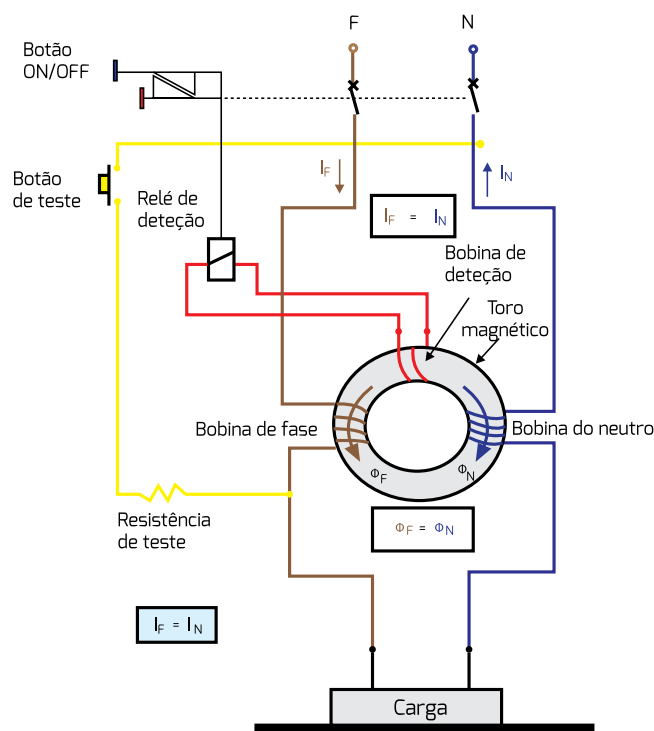 F
N
Botão
ON/OFF
Botão
de teste
Relé de
deteção
IF
IN
IF = IN
Bobina de
deteção
Toro
magnético
Bobina de fase
Bobina do neutro
ΦF
ΦN
ΦF = ΦN
Resistência
de teste
IF = IN
Carga